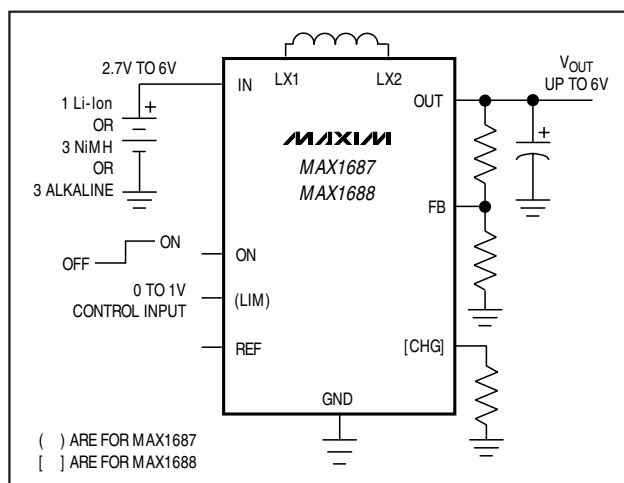 LX1 LX2
2.7V TO 6V
IN
1 Li-Ion
OR
3 NiMH
OR
3 ALKALINE
+
OUT
VOUT
UP TO 6V
+
MAXIM
MAX1687
MAX1688
FB
OFF ON
ON
0 TO 1V
CONTROL INPUT
(LIM)
REF
[CHG]
GND
( ) ARE FOR MAX1687
[ ] ARE FOR MAX1688